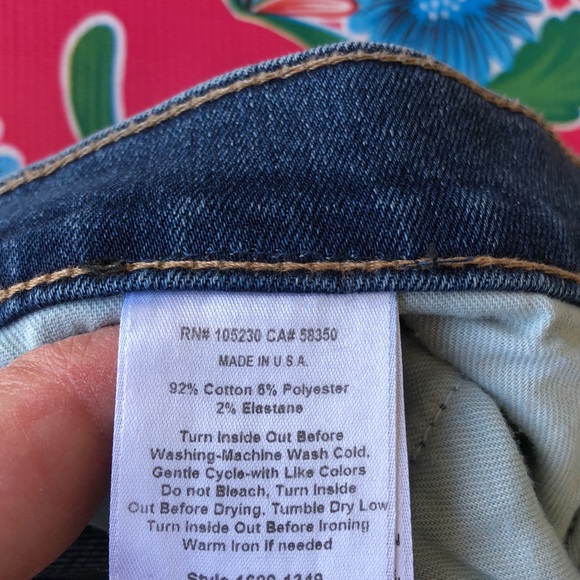 RN# 105230 CA# 58350
MADE IN U.S.A.
92% Cotton 6% Polyester
2% Elastane
Turn Inside Out Before
Washing-Machine Wash Cold,
Gentle Cycle-with Like Colors
Do not Bleach, Turn Inside
Out Before Drying, Tumble Dry Low
Turn Inside Out Before Ironing
Warm Iron if needed
Style